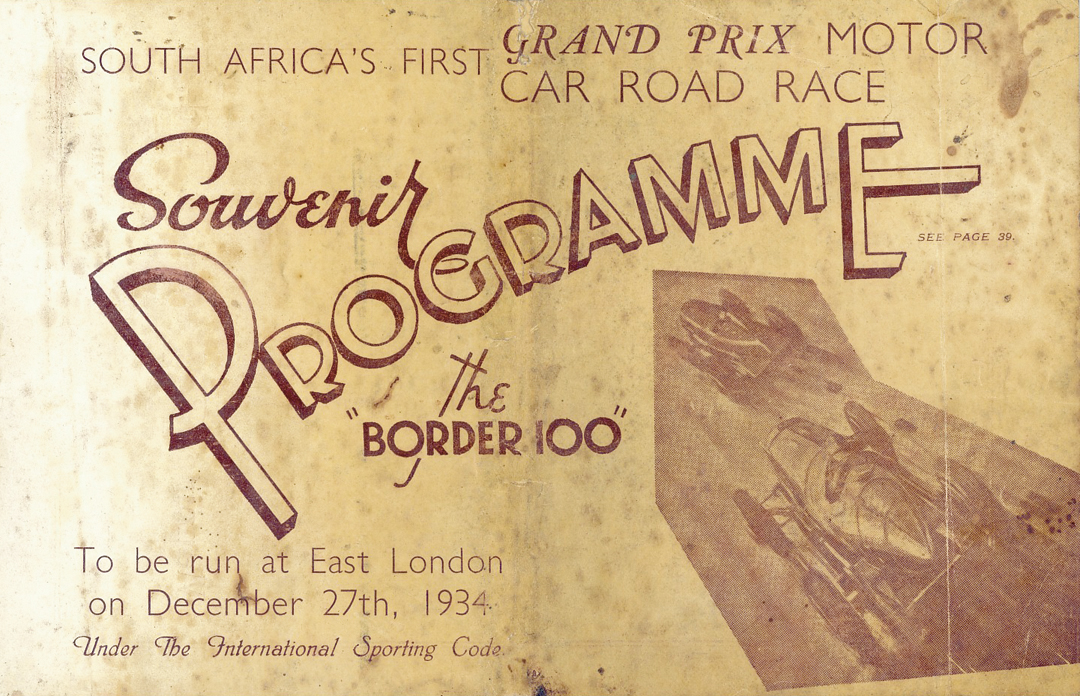 SOUTH AFRICA'S FIRST GRAND PRIX MOTOR
CAR ROAD RACE
Souvenir
PROGRAMME
SEE PAGE 39.
The
"BORDER 100"
To be run at East London
on December 27th, 1934.
Under The International Sporting Code.